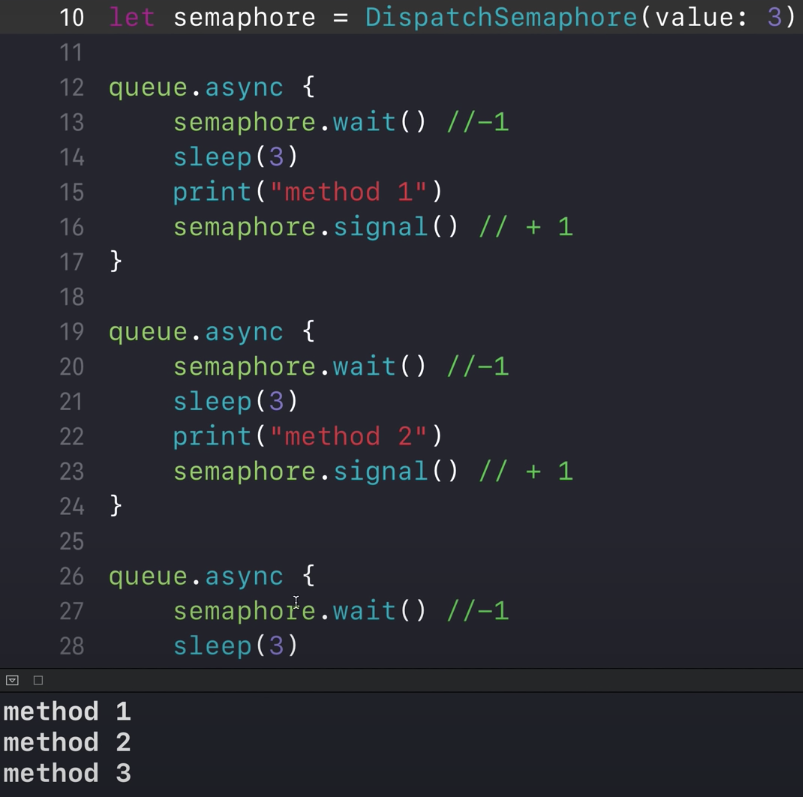 10 let semaphore = DispatchSemaphore(value: 3)
11
12 queue.async {
13 semaphore.wait() //-1
14 sleep(3)
15 print("method 1")
16 semaphore.signal() // + 1
17 }
18
19 queue.async {
20 semaphore.wait() //-1
21 sleep(3)
22 print("method 2")
23 semaphore.signal() // + 1
24 }
25
26 queue.async {
27 semaphore.wait() //-1
28 sleep(3)
method 1
method 2
method 3